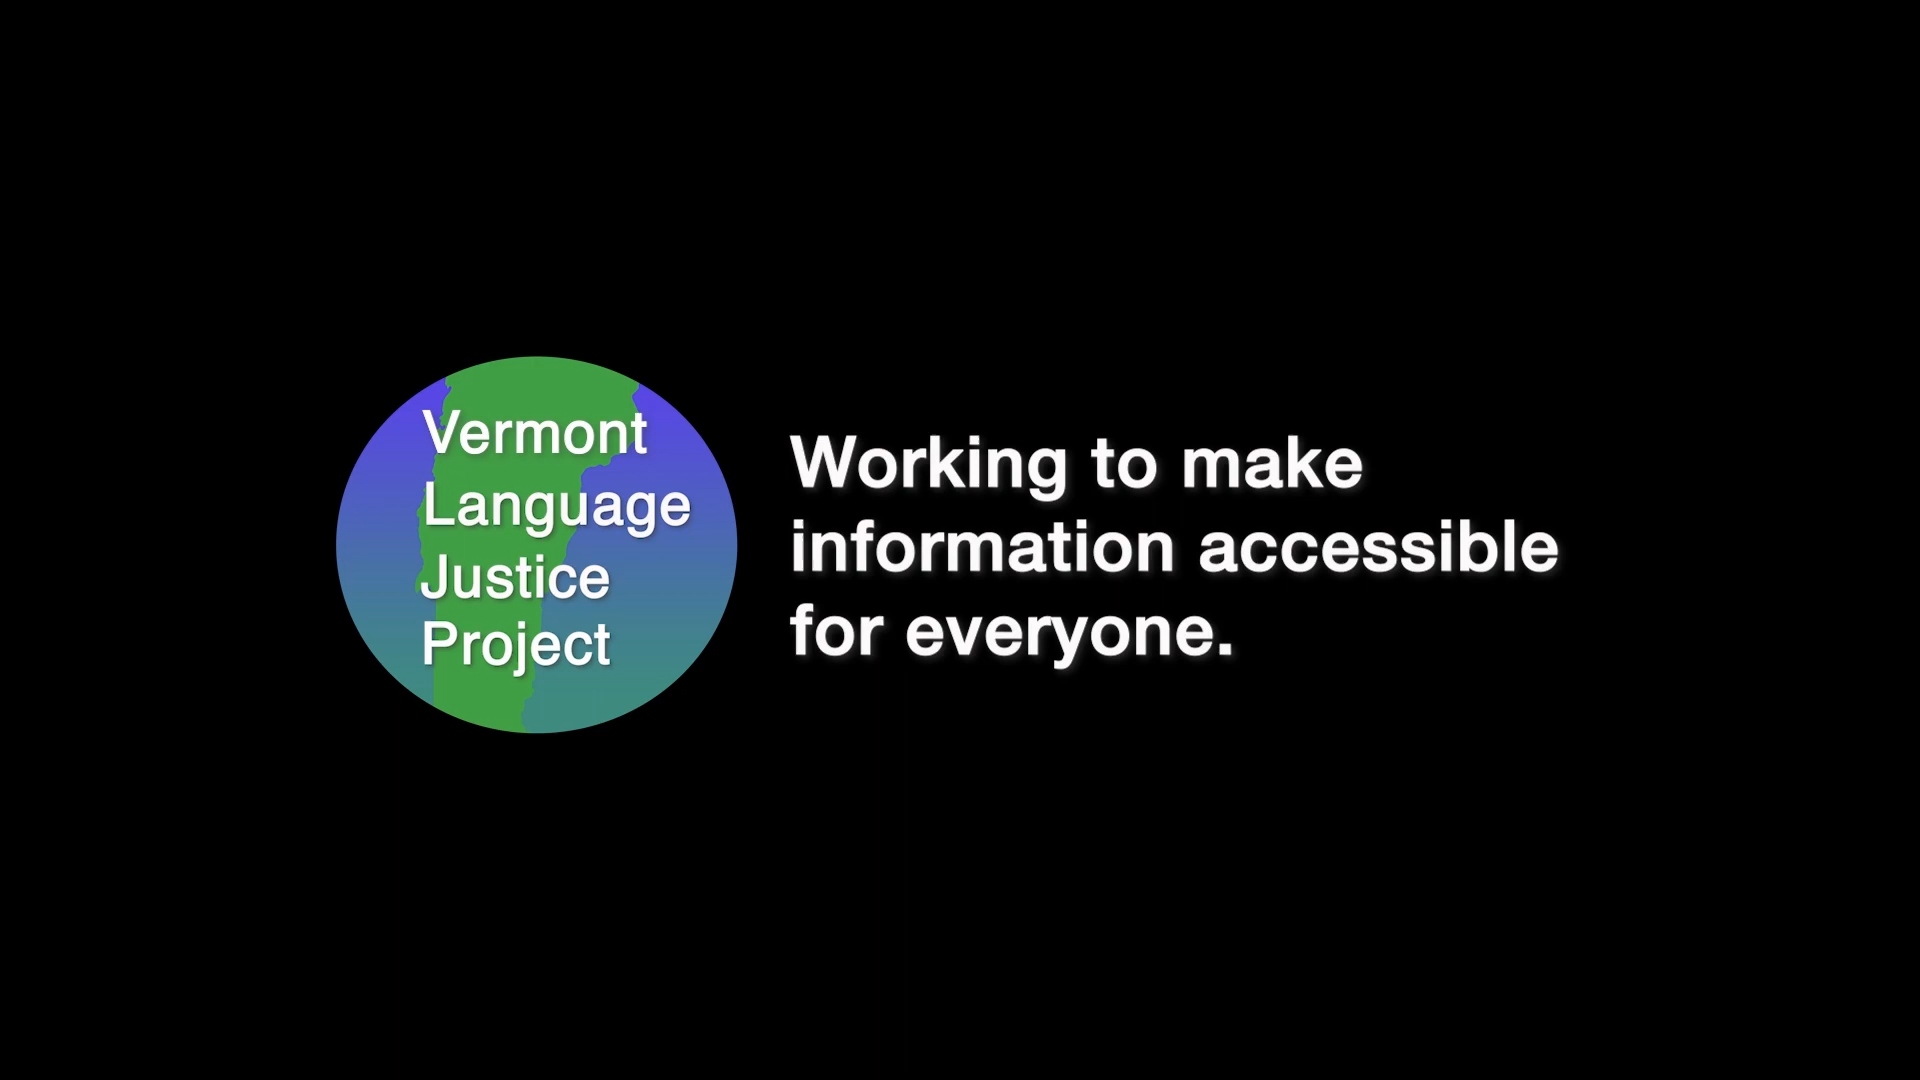 Vermont
Language
Justice
Project
Working to make
information accessible
for everyone.